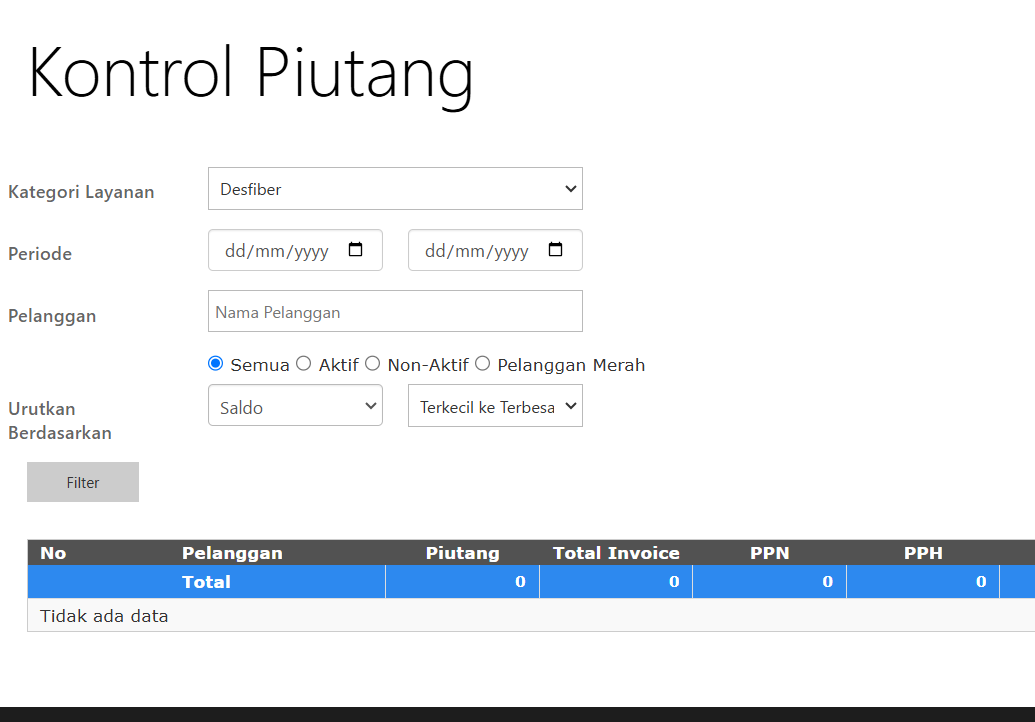 Kontrol Piutang
Kategori Layanan
Desfiber
Periode
dd/mm/yyyy
dd/mm/yyyy
Pelanggan
Nama Pelanggan
Semua Aktif Non-Aktif Pelanggan Merah
Urutkan
Berdasarkan
Saldo
Terkecil ke Terbesa
Filter
No Pelanggan Piutang Total Invoice PPN PPH
Total 0 0 0 0
Tidak ada data